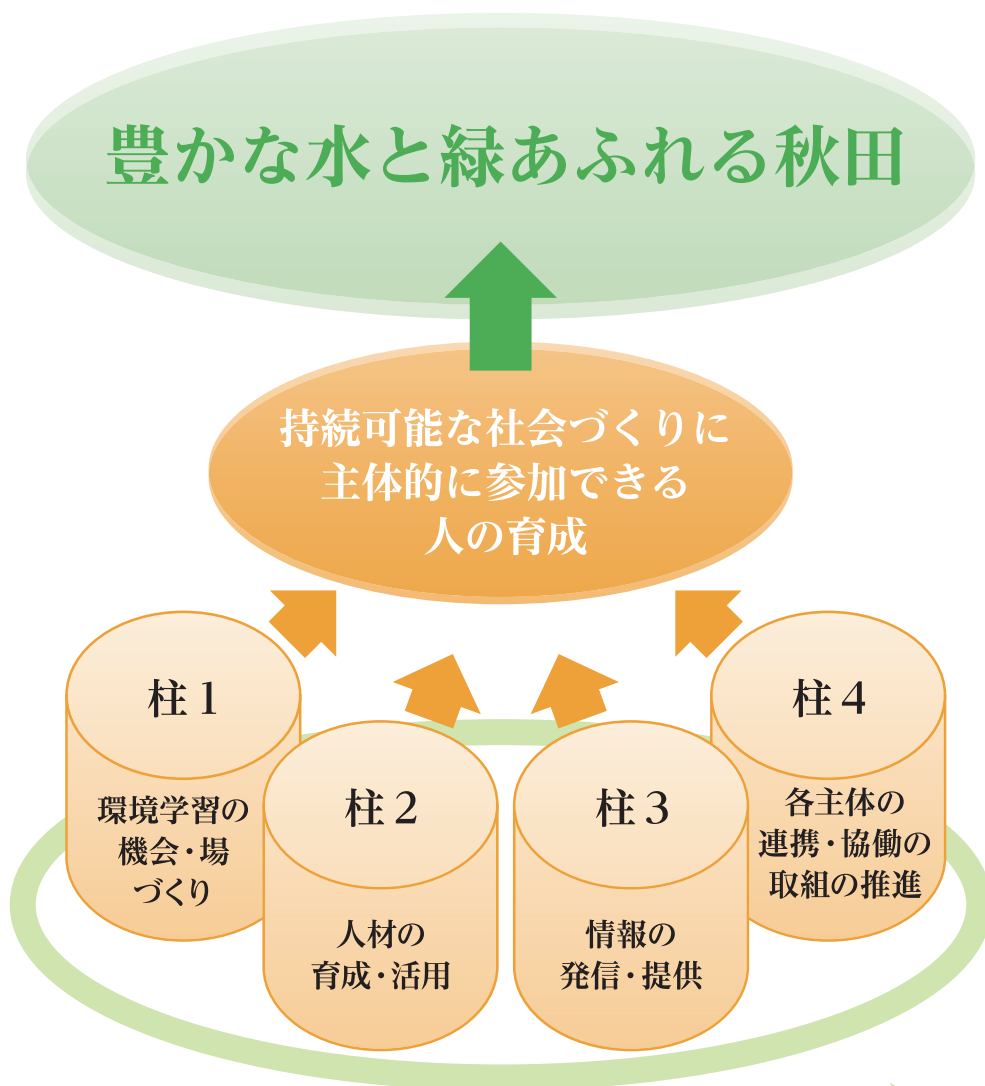 豊かな水と緑あふれる秋田
持続可能な社会づくりに
主体的に参加できる
人の育成
柱1
環境学習の
機会・場
づくり
柱2
人材の
育成・活用
柱3
情報の
発信・提供
柱4
各主体の
連携・協働の
取組の推進